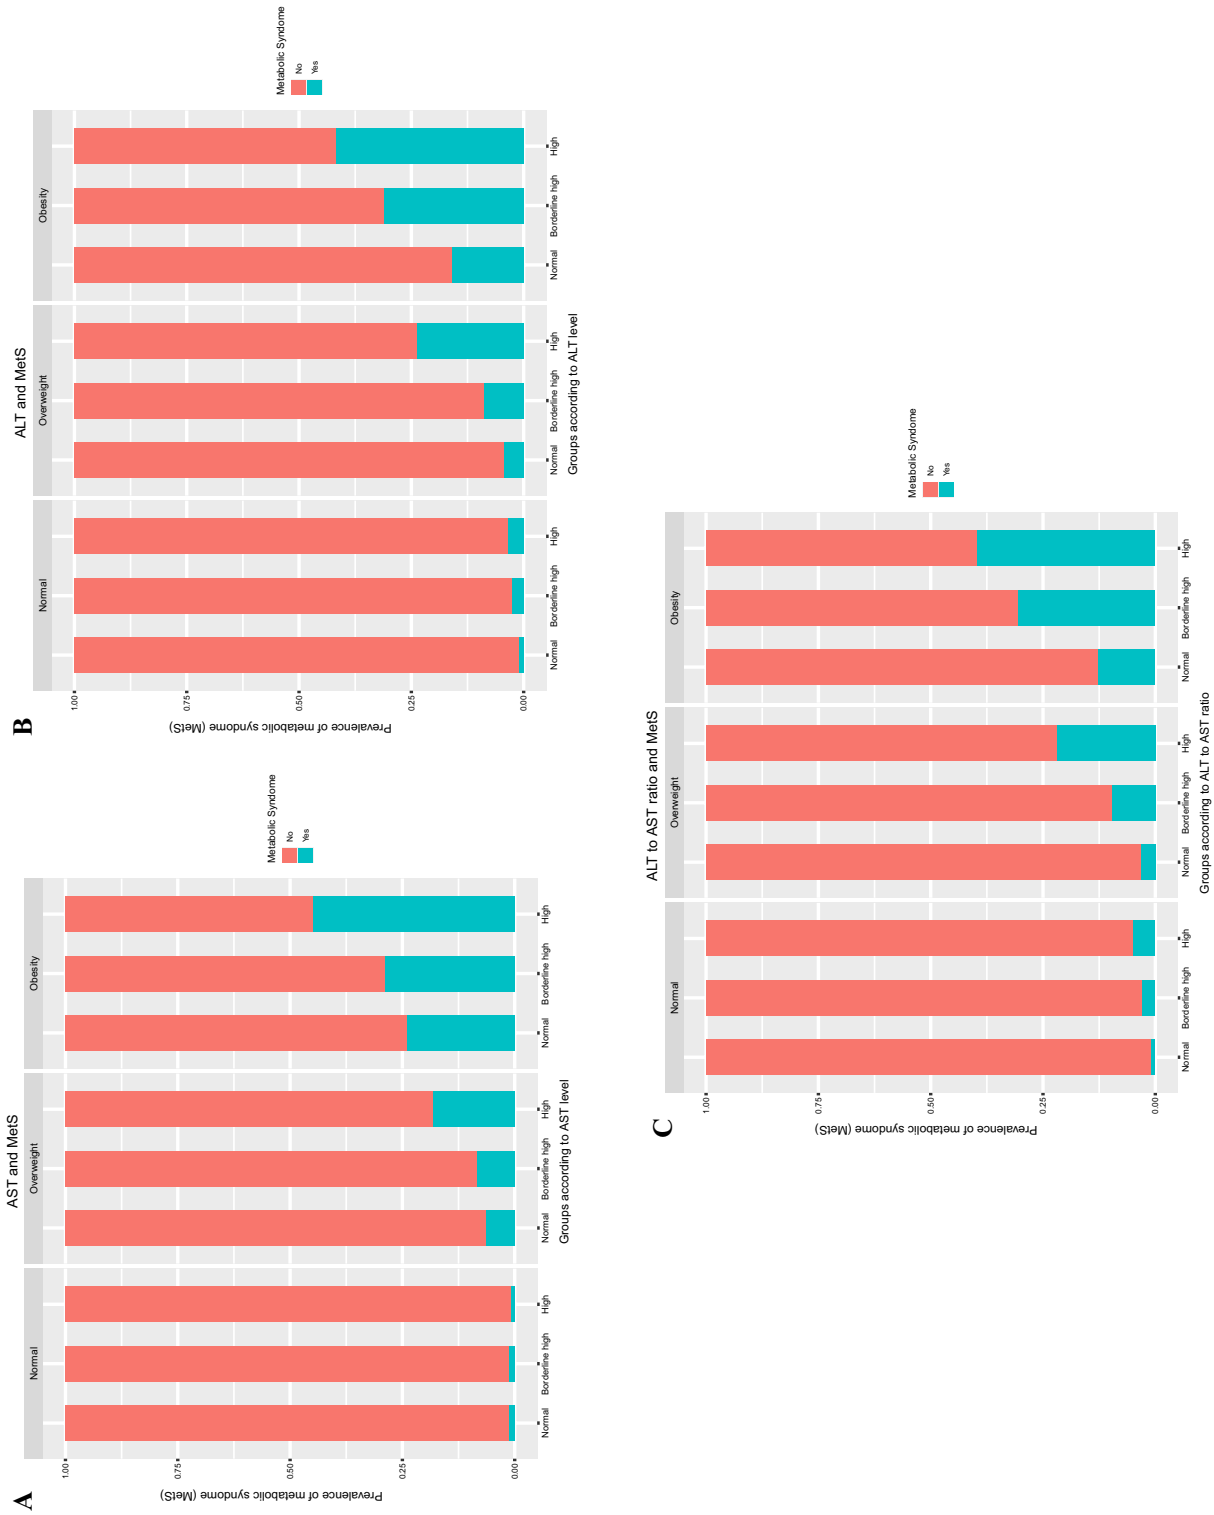 A
AST and MetS
Normal
Overweight
Obesity
Prevalence of metabolic syndome (MetS)
1.00
0.75
0.50
0.25
0.00
Normal
Borderline high
High
Normal
Borderline high
High
Normal
Borderline high
High
Groups according to AST level
Metabolic Syndome
No
Yes
B
ALT and MetS
Normal
Overweight
Obesity
Prevalence of metabolic syndome (MetS)
1.00
0.75
0.50
0.25
0.00
Normal
Borderline high
High
Normal
Borderline high
High
Normal
Borderline high
High
Groups according to ALT level
Metabolic Syndome
No
Yes
C
ALT to AST ratio and MetS
Normal
Overweight
Obesity
Prevalence of metabolic syndome (MetS)
1.00
0.75
0.50
0.25
0.00
Normal
Borderline high
High
Normal
Borderline high
High
Normal
Borderline high
High
Groups according to ALT to AST ratio
Metabolic Syndome
No
Yes